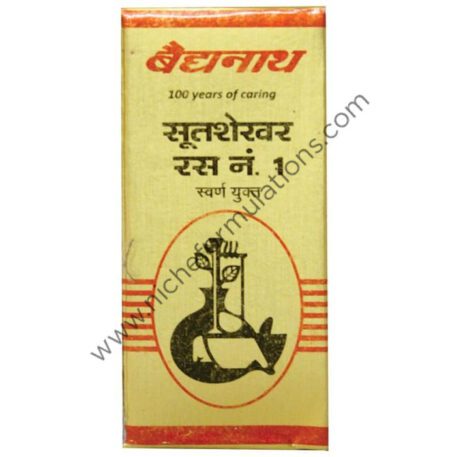 बैद्यनाथ
100 years of caring
सूतशेखर
रस नं. 1
स्वर्ण युक्त
www.nicheformulations.com